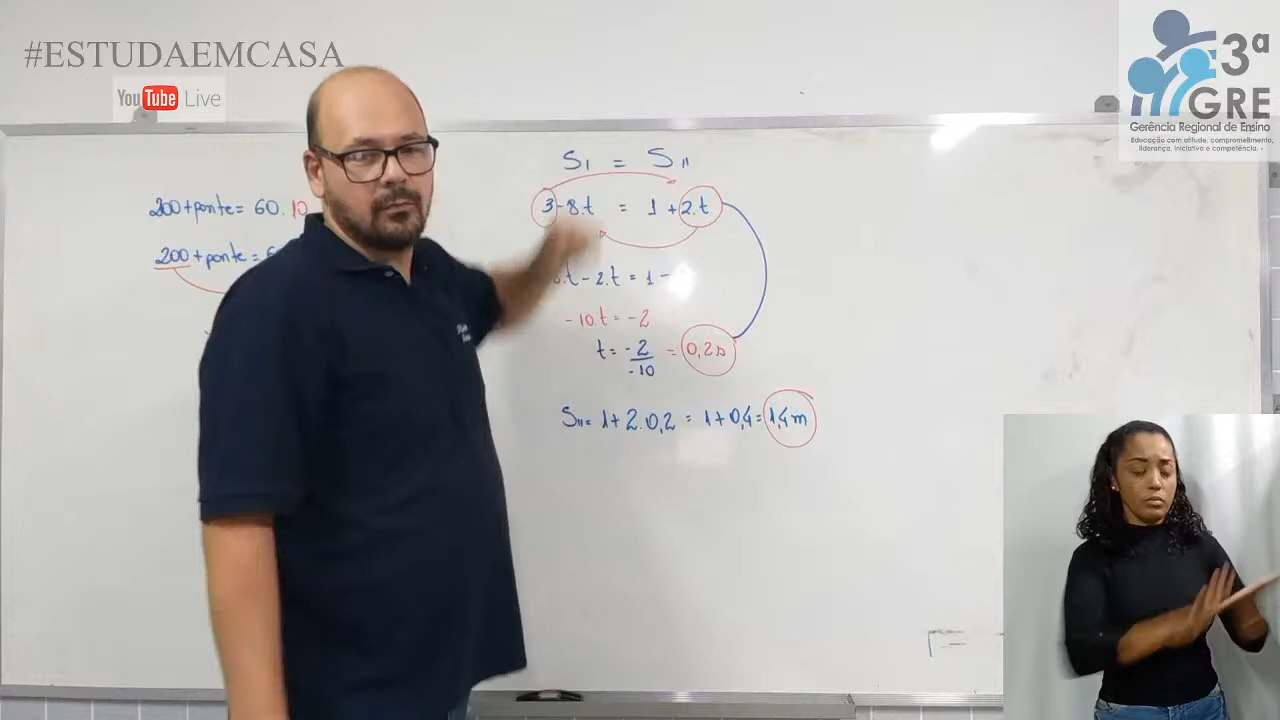 #ESTUDAEMCASA
YouTube Live
3ª
GRE
Gerência Regional de Ensino
Educação com atitude, comprometimento,
liderança, iniciativa e competência. -
200+ponte= 60.10
200+ponte=
S₁ = S₁₁
3-8.t = 1+2.t
t-2.t = 1-
-10.t= -2
t= -2/-10 = 0,2s
S₁₁= 1+2.0,2 = 1+0,4= 1,4m